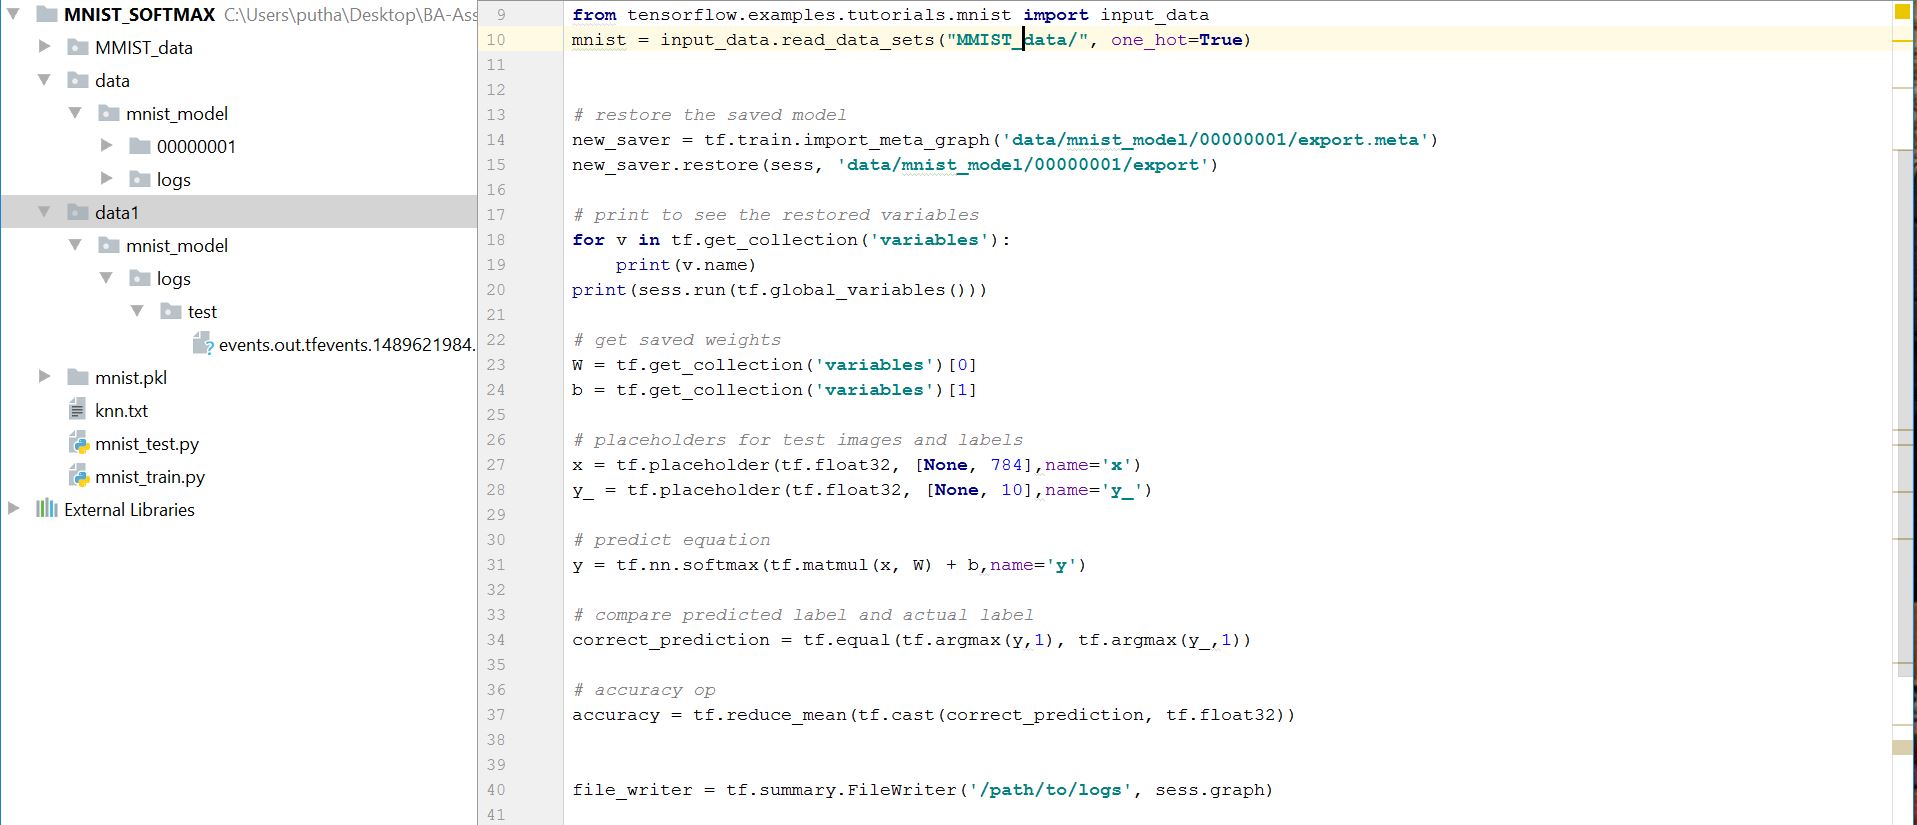 MNIST_SOFTMAX C:\Users\putha\Desktop\BA-Ass
MMIST_data
data
mnist_model
00000001
logs
data1
mnist_model
logs
test
events.out.tfevents.1489621984.
mnist.pkl
knn.txt
mnist_test.py
mnist_train.py
External Libraries
9 from tensorflow.examples.tutorials.mnist import input_data
10 mnist = input_data.read_data_sets("MMIST_data/", one_hot=True)
11
12
13 # restore the saved model
14 new_saver = tf.train.import_meta_graph('data/mnist_model/00000001/export.meta')
15 new_saver.restore(sess, 'data/mnist_model/00000001/export')
16
17 # print to see the restored variables
18 for v in tf.get_collection('variables'):
19     print(v.name)
20 print(sess.run(tf.global_variables()))
21
22 # get saved weights
23 W = tf.get_collection('variables')[0]
24 b = tf.get_collection('variables')[1]
25
26 # placeholders for test images and labels
27 x = tf.placeholder(tf.float32, [None, 784],name='x')
28 y_ = tf.placeholder(tf.float32, [None, 10],name='y_')
29
30 # predict equation
31 y = tf.nn.softmax(tf.matmul(x, W) + b,name='y')
32
33 # compare predicted label and actual label
34 correct_prediction = tf.equal(tf.argmax(y,1), tf.argmax(y_,1))
35
36 # accuracy op
37 accuracy = tf.reduce_mean(tf.cast(correct_prediction, tf.float32))
38
39
40 file_writer = tf.summary.FileWriter('/path/to/logs', sess.graph)
41